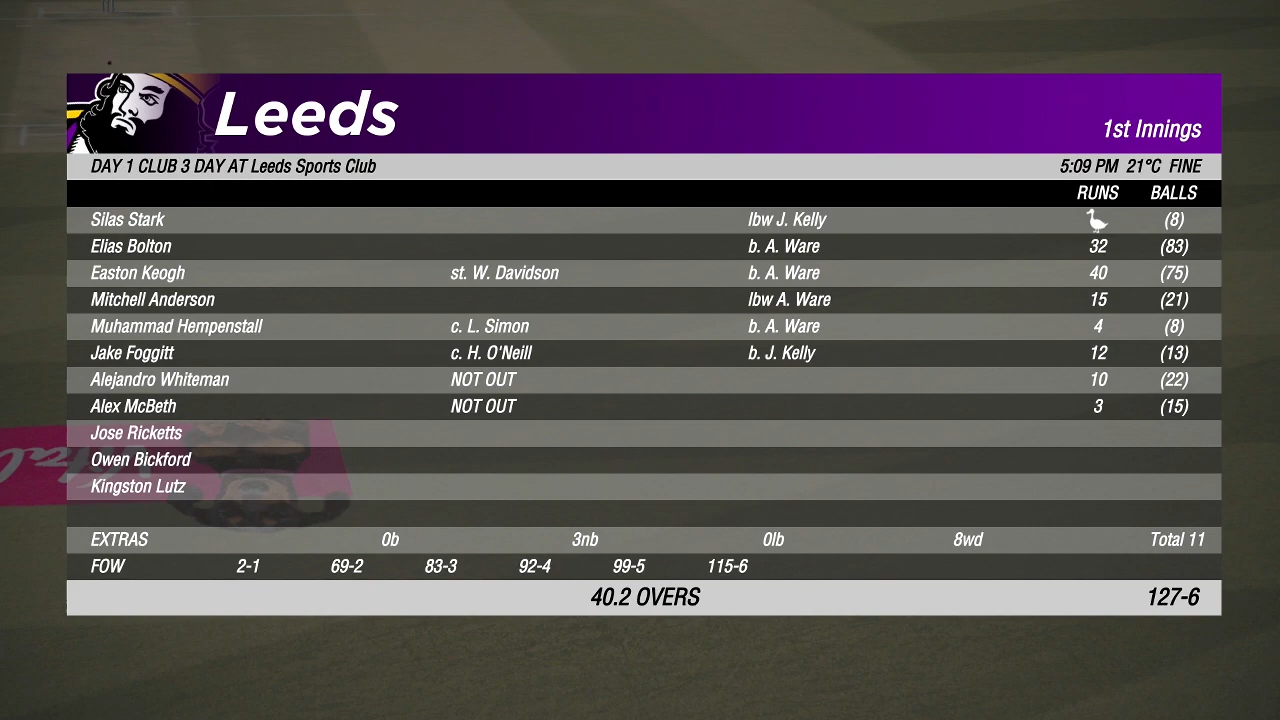 Leeds
1st Innings
DAY 1 CLUB 3 DAY AT Leeds Sports Club 5:09 PM 21°C FINE
RUNS BALLS
Silas Stark lbw J. Kelly (8)
Elias Bolton b. A. Ware 32 (83)
Easton Keogh st. W. Davidson b. A. Ware 40 (75)
Mitchell Anderson lbw A. Ware 15 (21)
Muhammad Hempenstall c. L. Simon b. A. Ware 4 (8)
Jake Foggitt c. H. O'Neill b. J. Kelly 12 (13)
Alejandro Whiteman NOT OUT 10 (22)
Alex McBeth NOT OUT 3 (15)
Jose Ricketts
Owen Bickford
Kingston Lutz
EXTRAS 0b 3nb 0lb 8wd Total 11
FOW 2-1 69-2 83-3 92-4 99-5 115-6
40.2 OVERS 127-6